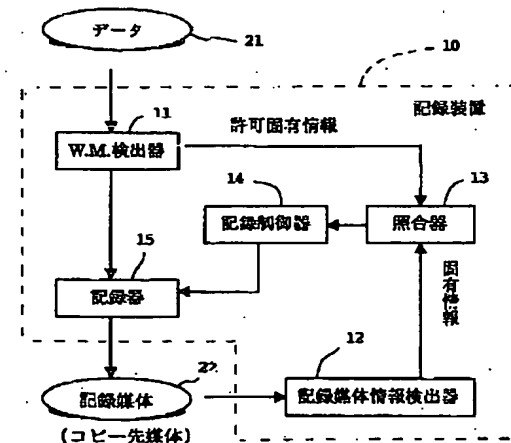 データ
21
10
11
許可固有情報
記録装置
W.M.検出器
14
13
記録制御器
照合器
15
記録器
固有情報
12
22
記録媒体
記録媒体情報検出器
(コピー先媒体)